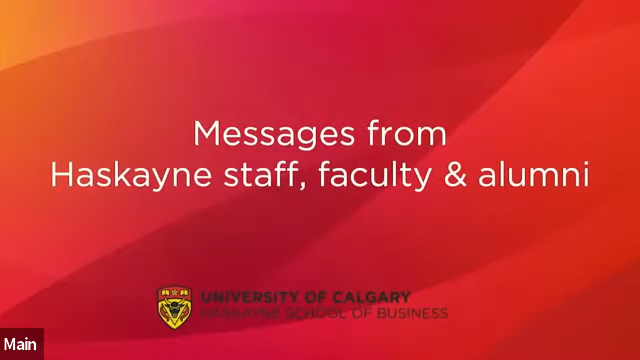 Messages from
Haskayne staff, faculty & alumni
UNIVERSITY OF CALGARY
HASKAYNE SCHOOL OF BUSINESS
Main